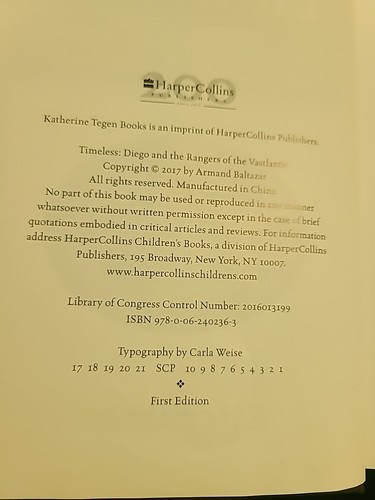 200
HarperCollins
PUBLISHERS
Katherine Tegen Books is an imprint of HarperCollins Publishers.
Timeless: Diego and the Rangers of the Vastlantic
Copyright © 2017 by Armand Baltazar
All rights reserved. Manufactured in China.
No part of this book may be used or reproduced in any manner
whatsoever without written permission except in the case of brief
quotations embodied in critical articles and reviews. For information
address HarperCollins Children's Books, a division of HarperCollins
Publishers, 195 Broadway, New York, NY 10007.
www.harpercollinschildrens.com
Library of Congress Control Number: 2016013199
ISBN 978-0-06-240236-3
Typography by Carla Weise
17 18 19 20 21 SCP 10 9 8 7 6 5 4 3 2 1
First Edition